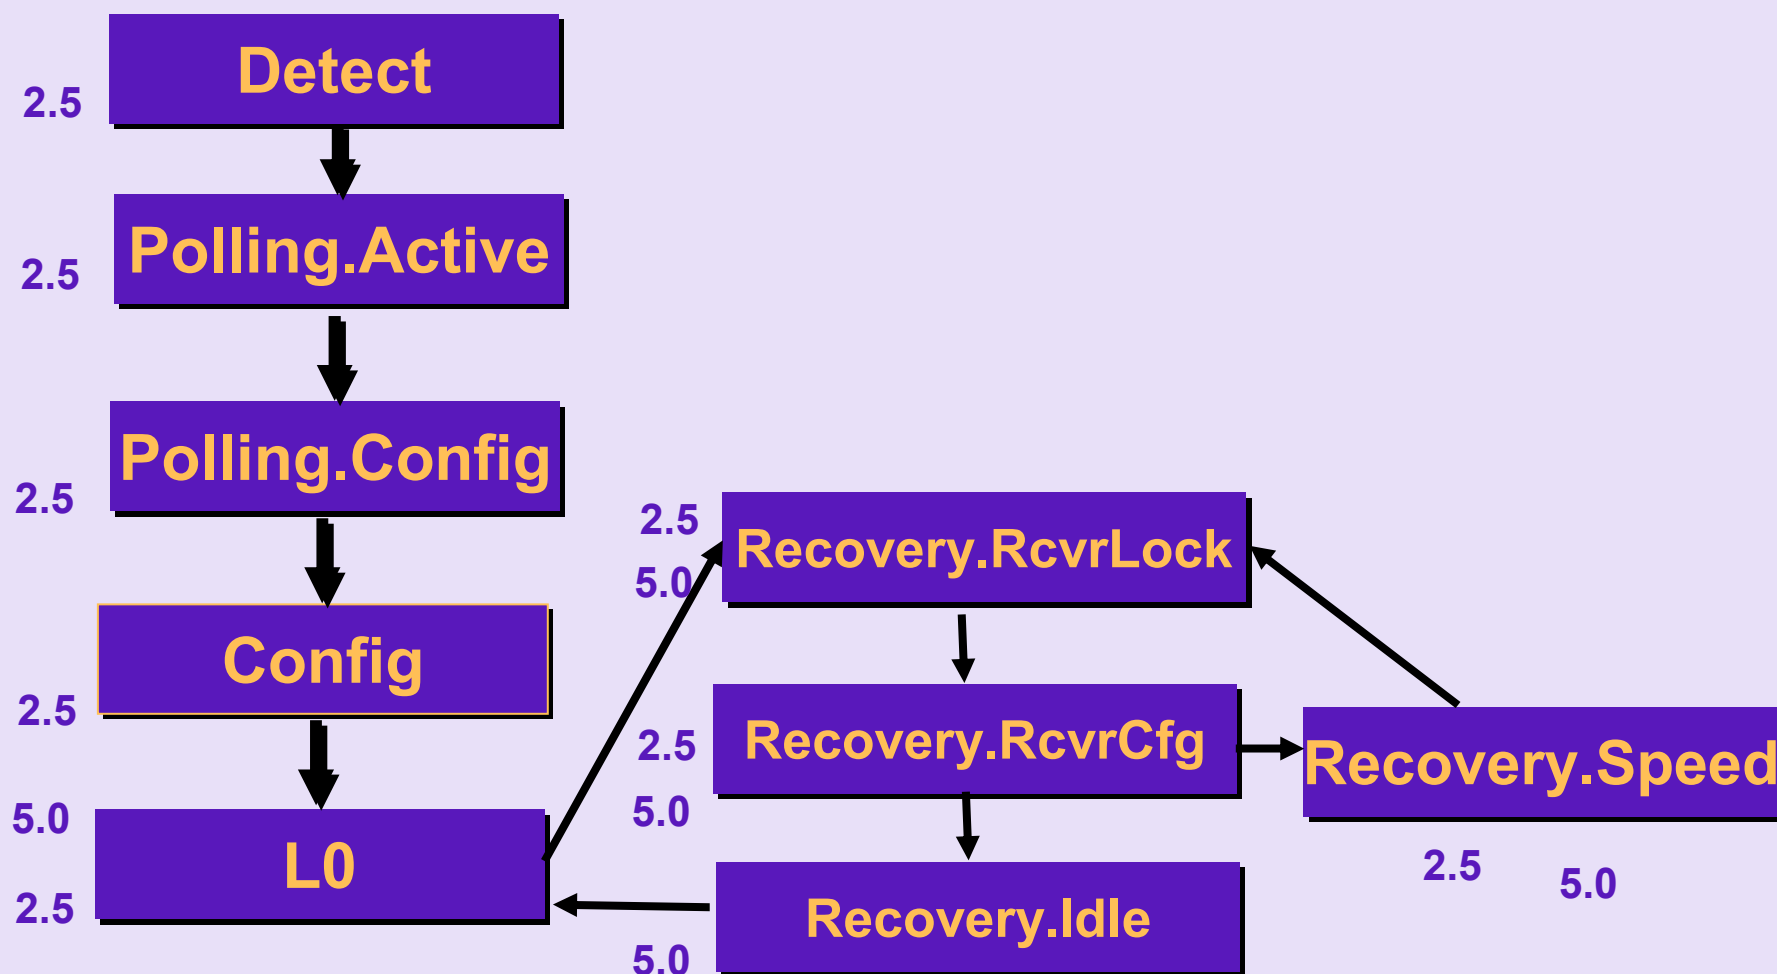 Detect
2.5
Polling.Active
2.5
Polling.Config
2.5
Config
2.5
5.0
L0
2.5
2.5
Recovery.RcvrLock
5.0
Recovery.RcvrCfg
2.5
5.0
Recovery.Speed
2.5
5.0
Recovery.Idle
5.0